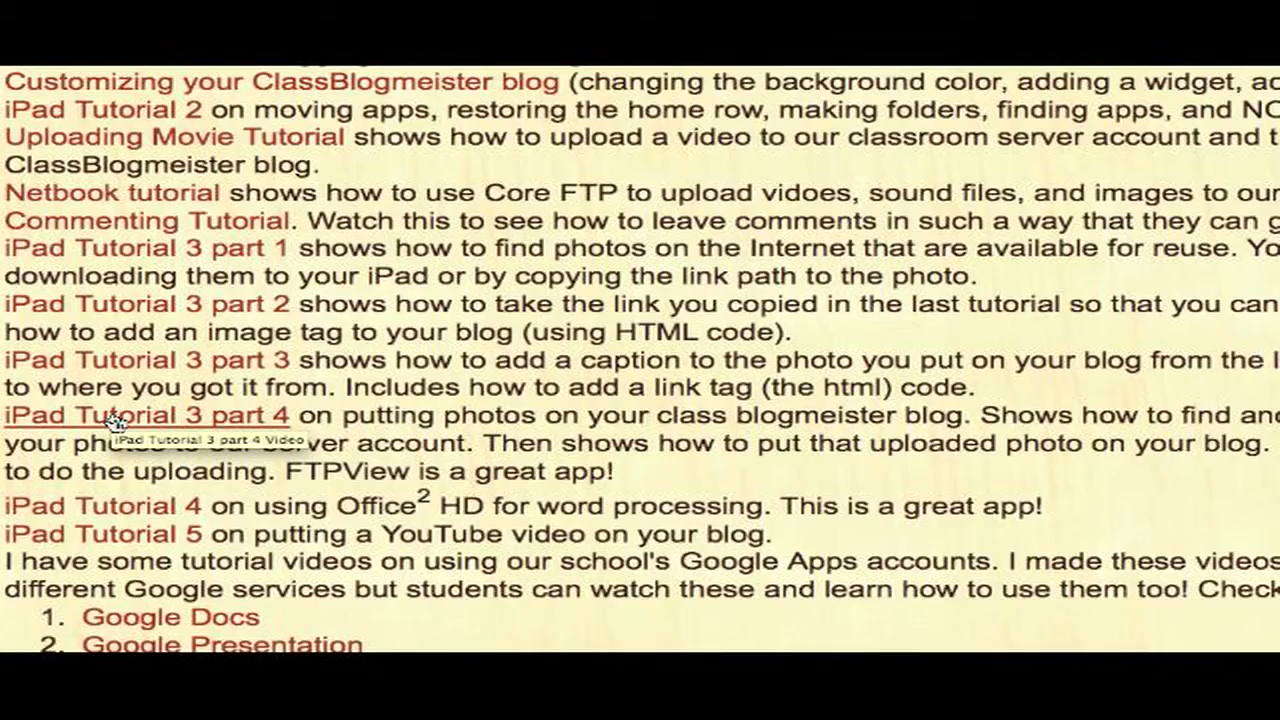 Customizing your ClassBlogmeister blog (changing the background color, adding a widget,
iPad Tutorial 2 on moving apps, restoring the home row, making folders, finding apps, and
Uploading Movie Tutorial shows how to upload a video to our classroom server account and
ClassBlogmeister blog.
Netbook tutorial shows how to use Core FTP to upload vidoes, sound files, and images to our
Commenting Tutorial. Watch this to see how to leave comments in such a way that they can
iPad Tutorial 3 part 1 shows how to find photos on the Internet that are available for reuse.
downloading them to your iPad or by copying the link path to the photo.
iPad Tutorial 3 part 2 shows how to take the link you copied in the last tutorial so that you can
how to add an image tag to your blog (using HTML code).
iPad Tutorial 3 part 3 shows how to add a caption to the photo you put on your blog from the
to where you got it from. Includes how to add a link tag (the html) code.
iPad Tutorial 3 part 4 on putting photos on your class blogmeister blog. Shows how to find and
your account. Then shows how to put that uploaded photo on your blog.
iPad Tutorial 3 part 4 Video
to do the uploading. FTPView is a great app!
iPad Tutorial 4 on using Office² HD for word processing. This is a great app!
iPad Tutorial 5 on putting a YouTube video on your blog.
I have some tutorial videos on using our school's Google Apps accounts. I made these videos
different Google services but students can watch these and learn how to use them too! Check
1. Google Docs
2. Google Presentation